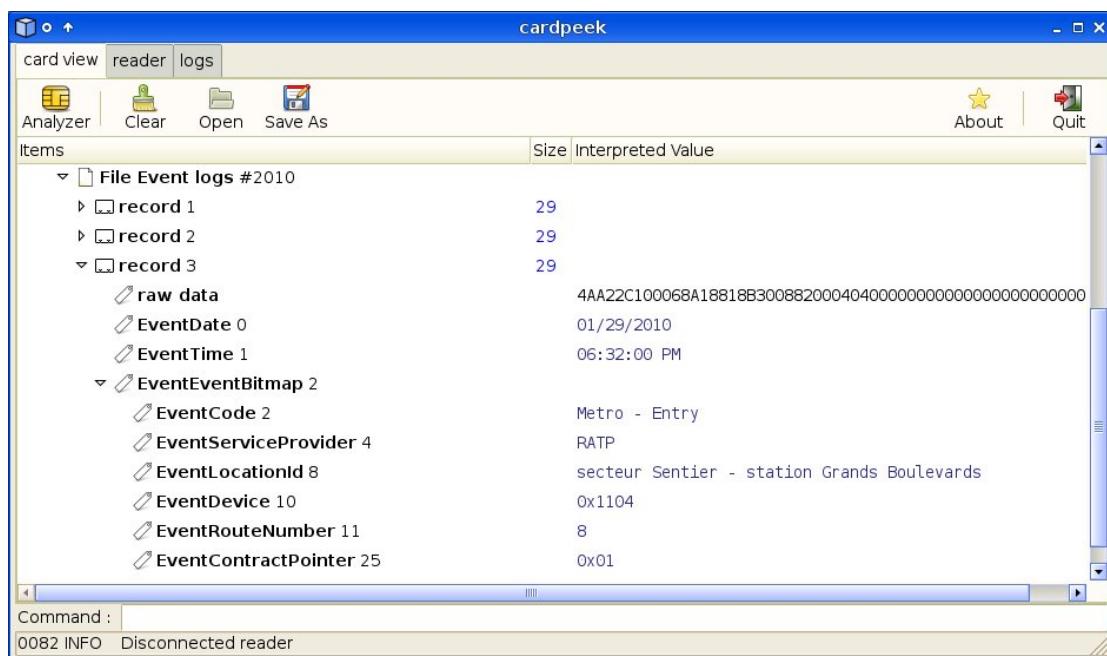 cardpeek
card view reader logs
Analyzer Clear Open Save As About Quit
Items Size Interpreted Value
File Event logs #2010
record 1 29
record 2 29
record 3 29
raw data 4AA22C100068A18818B3008820004040000000000000000000000000
EventDate 0 01/29/2010
EventTime 1 06:32:00 PM
EventEventBitmap 2
EventCode 2 Metro - Entry
EventServiceProvider 4 RATP
EventLocationId 8 secteur Sentier - station Grands Boulevards
EventDevice 10 0x1104
EventRouteNumber 11 8
EventContractPointer 25 0x01
Command :
0082 INFO Disconnected reader